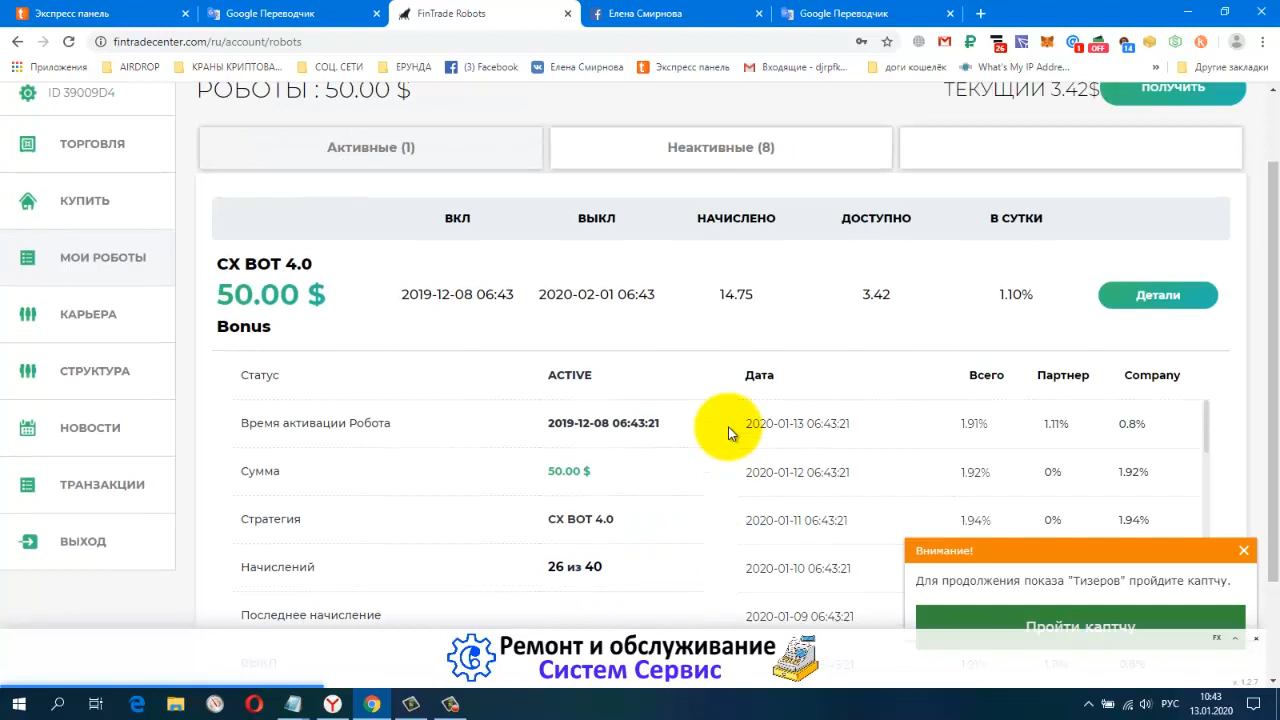 Экспресс панель
Google Переводчик
FinTrade Robots
Елена Смирнова
Google Переводчик
fintradecenter.com/ru/account/robots
26
1
OFF
14
Приложения
AIRDROP
КРАНЫ КРИПТОВА...
СОЦ. СЕТИ
ЕРУНДА
(3) Facebook
Елена Смирнова
Экспресс панель
Входящие - djrpfk...
доги кошелёк
What's My IP Addre...
»
Другие закладки
ID 39009D4
РОБОТЫ : 50.00 $
ТЕКУЩИЙ 3.42$
ПОЛУЧИТЬ
ТОРГОВЛЯ
КУПИТЬ
МОИ РОБОТЫ
КАРЬЕРА
СТРУКТУРА
НОВОСТИ
ТРАНЗАКЦИИ
ВЫХОД
Активные (1)
Неактивные (8)
ВКЛ
ВЫКЛ
НАЧИСЛЕНО
ДОСТУПНО
В СУТКИ
CX BOT 4.0
50.00 $
2019-12-08 06:43
2020-02-01 06:43
14.75
3.42
1.10%
Детали
Bonus
Статус
ACTIVE
Дата
Всего
Партнер
Company
Время активации Робота
2019-12-08 06:43:21
2020-01-13 06:43:21
1.91%
1.11%
0.8%
Сумма
50.00 $
2020-01-12 06:43:21
1.92%
0%
1.92%
Стратегия
CX BOT 4.0
2020-01-11 06:43:21
1.94%
0%
1.94%
Начислений
26 из 40
2020-01-10 06:43:21
Последнее начисление
2020-01-09 06:43:21
Внимание!
Для продолжения показа "Тизеров" пройдите каптчу.
Пройти каптчу
FX
ВЫКЛ
Ремонт и обслуживание
Систем Сервис
v. 1.2.7
РУС
10:43
13.01.2020